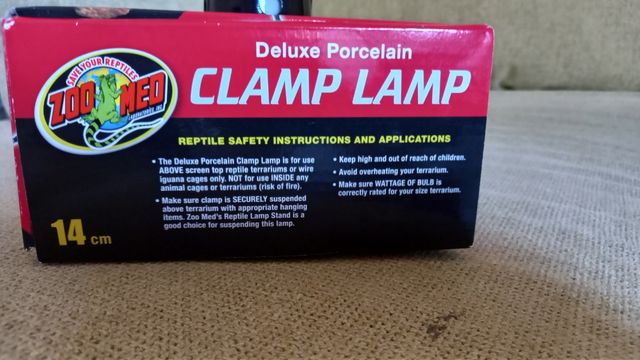 Deluxe Porcelain
SAVE YOUR REPTILES
ZOO MED
LABORATORIES, INC.
CLAMP LAMP
REPTILE SAFETY INSTRUCTIONS AND APPLICATIONS
• The Deluxe Porcelain Clamp Lamp is for use
ABOVE screen top reptile terrariums or wire
iguana cages only. NOT for use INSIDE any
animal cages or terrariums (risk of fire).
• Make sure clamp is SECURELY suspended
above terrarium with appropriate hanging
items. Zoo Med's Reptile Lamp Stand is a
good choice for suspending this lamp.
• Keep high and out of reach of children.
• Avoid overheating your terrarium.
• Make sure WATTAGE OF BULB is
correctly rated for your size terrarium.
14 cm